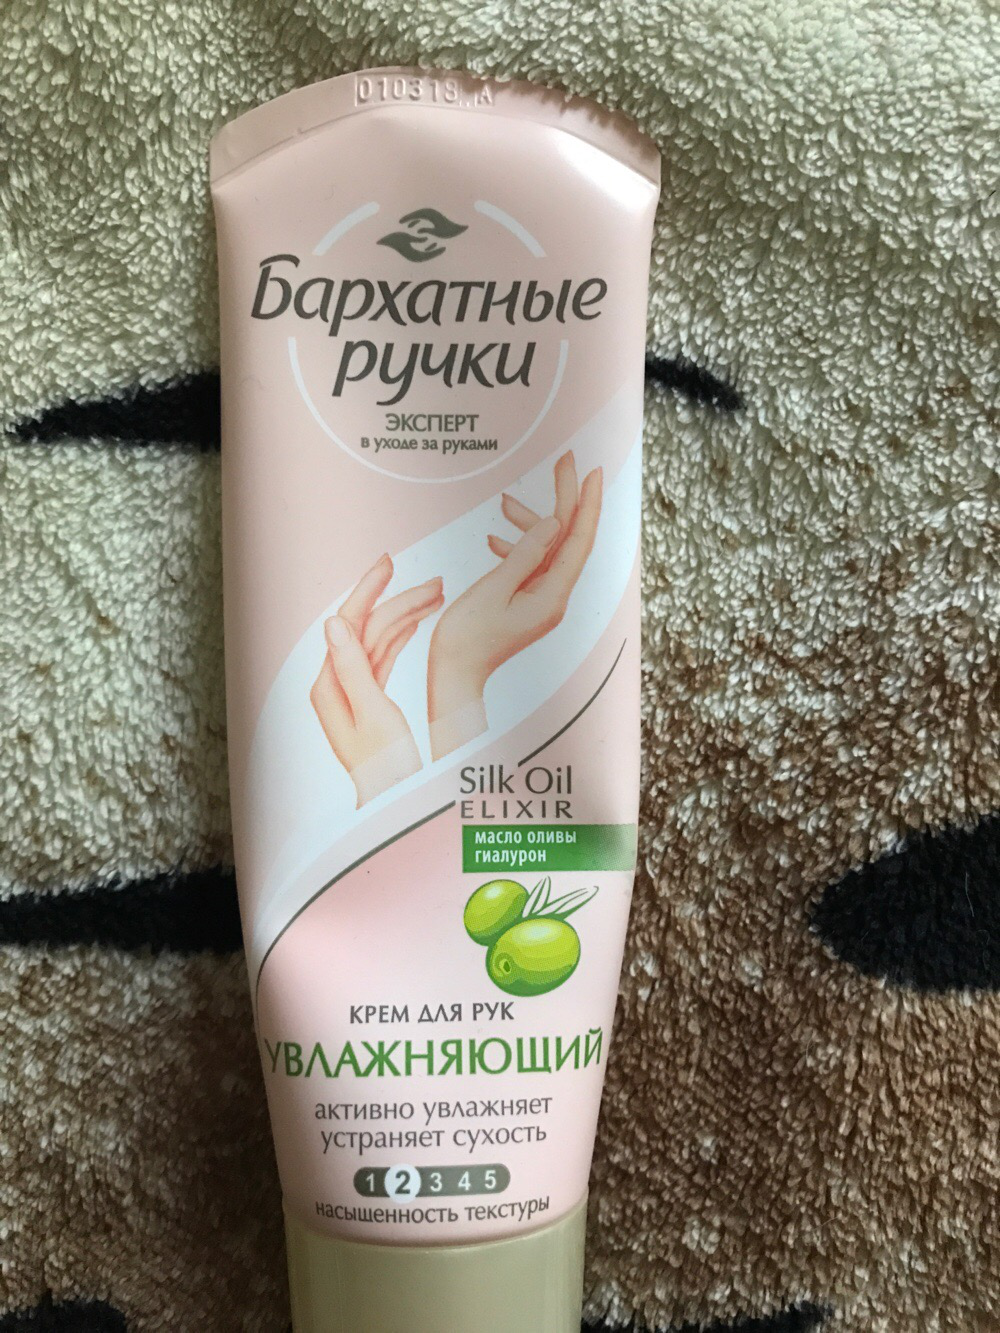 010318 A
Бархатные
ручки
ЭКСПЕРТ
в уходе за руками
Silk Oil
ELIXIR
масло оливы
гиалурон
КРЕМ ДЛЯ РУК
УВЛАЖНЯЮЩИЙ
активно увлажняет
устраняет сухость
1 2 3 4 5
насыщенность текстуры